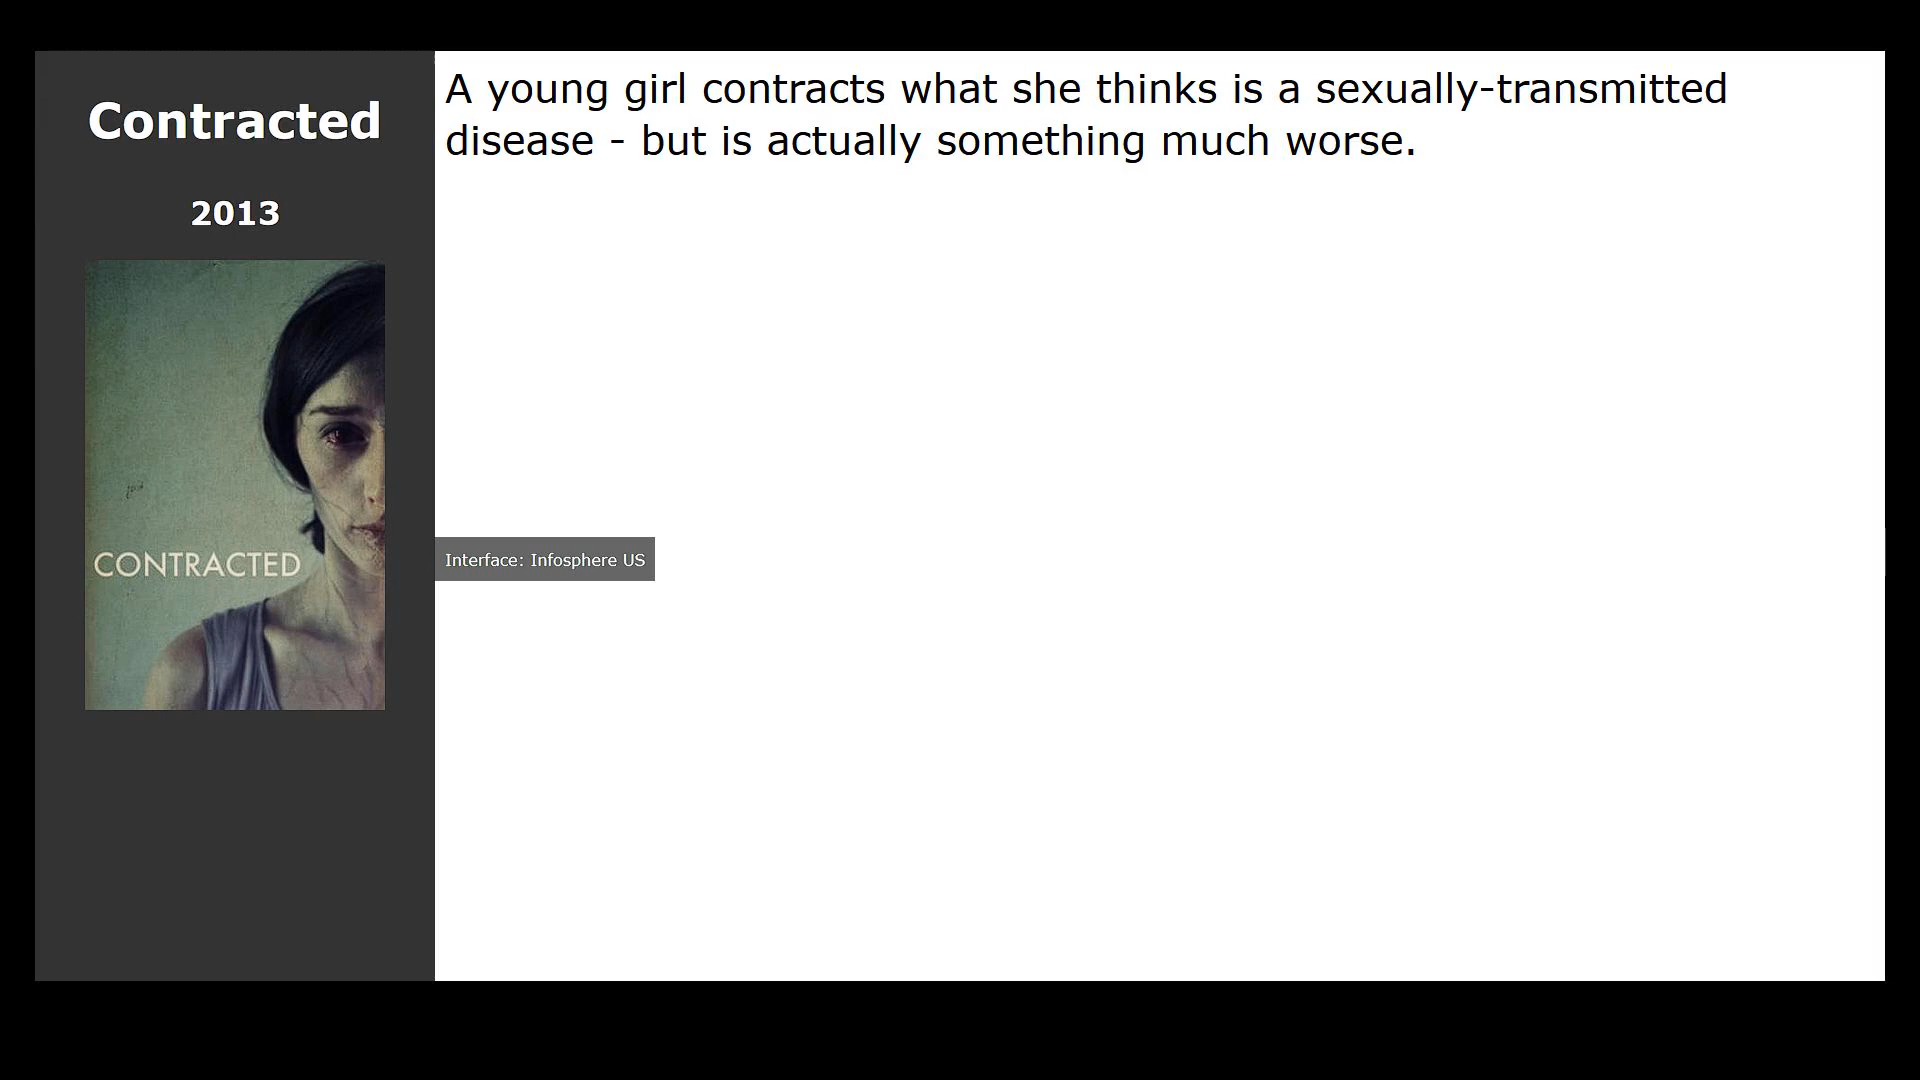 Contracted
2013
CONTRACTED
A young girl contracts what she thinks is a sexually-transmitted
disease - but is actually something much worse.
Interface: Infosphere US